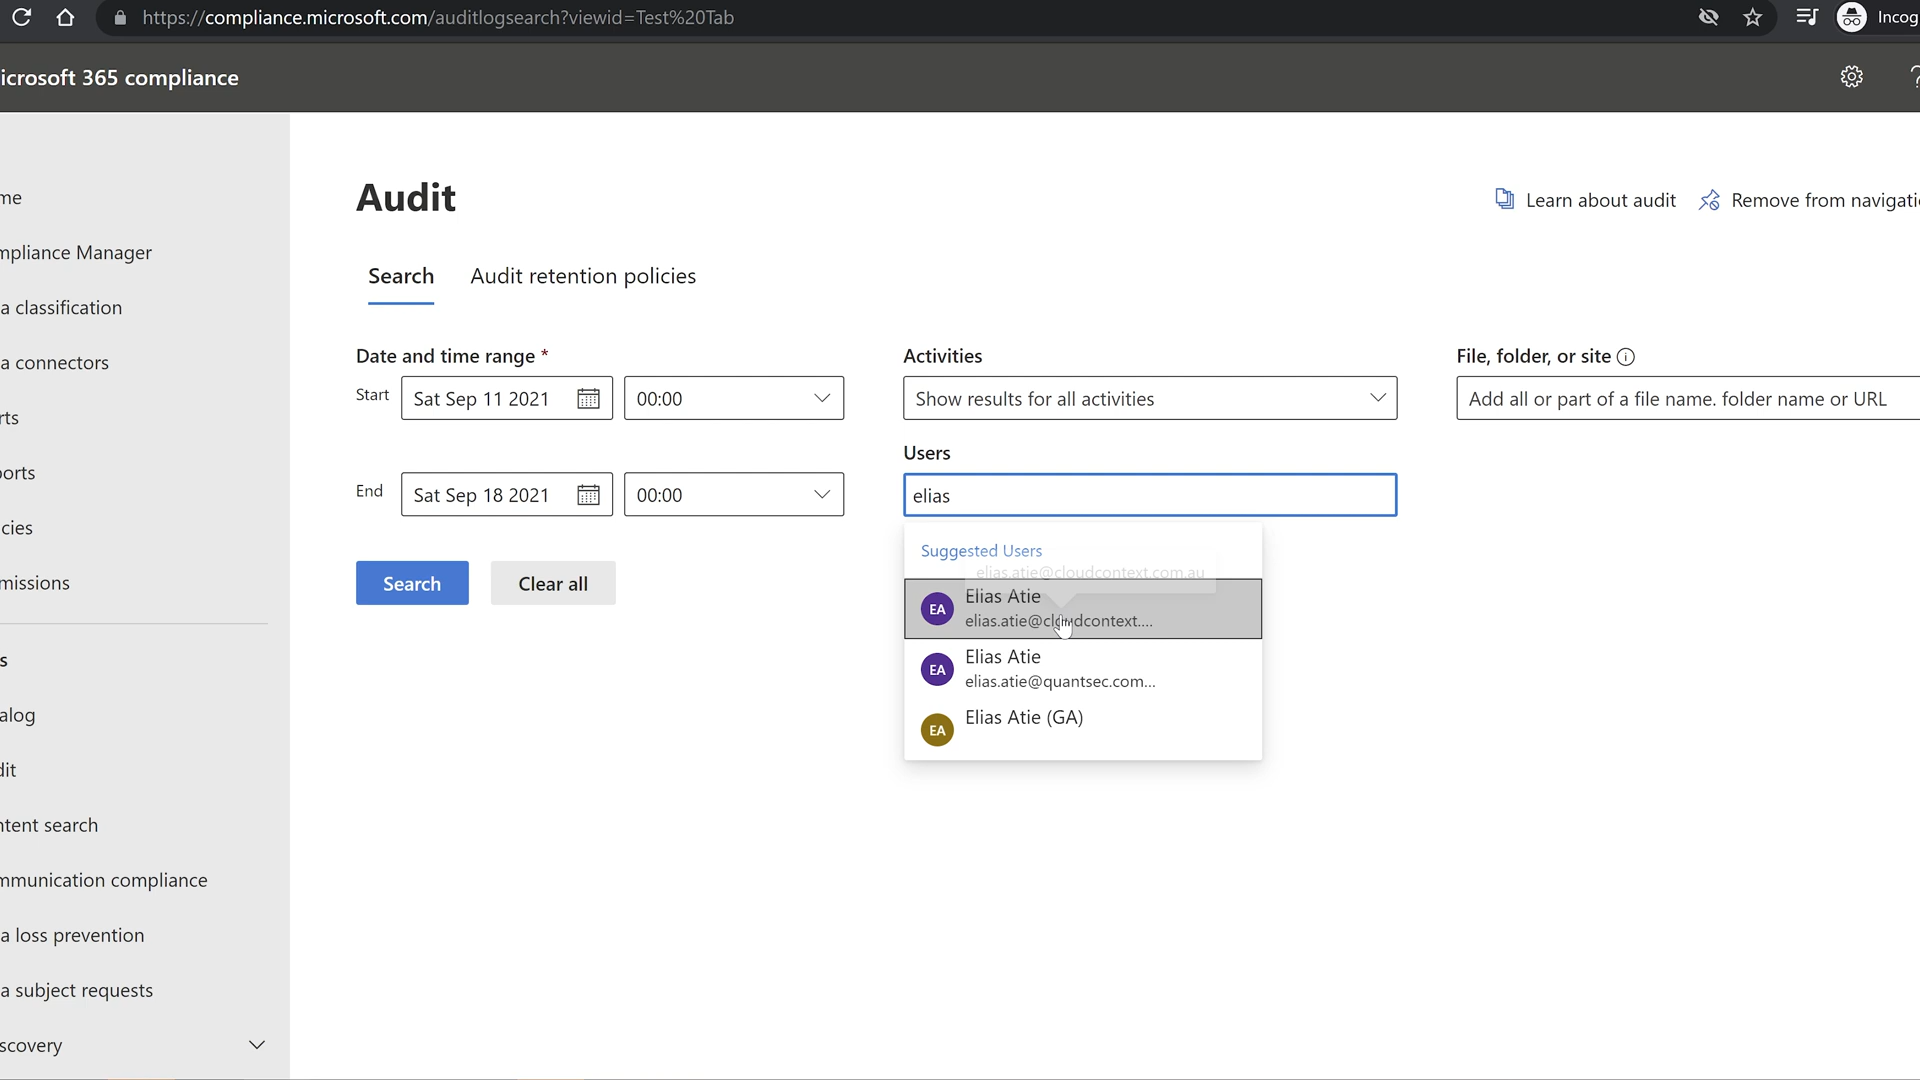 https://compliance.microsoft.com/auditlogsearch?viewid=Test%20Tab
Incog
icrosoft 365 compliance
me
mpliance Manager
a classification
a connectors
rts
orts
cies
missions
s
alog
dit
ntent search
mmunication compliance
a loss prevention
a subject requests
scovery
Audit
Learn about audit
Remove from navigati
Search
Audit retention policies
Date and time range *
Start
Sat Sep 11 2021
00:00
End
Sat Sep 18 2021
00:00
Search
Clear all
Activities
Show results for all activities
Users
elias
Suggested Users
elias.atie@cloudcontext.com.au
EA
Elias Atie
elias.atie@cloudcontext....
EA
Elias Atie
elias.atie@quantsec.com...
EA
Elias Atie (GA)
File, folder, or site
Add all or part of a file name. folder name or URL